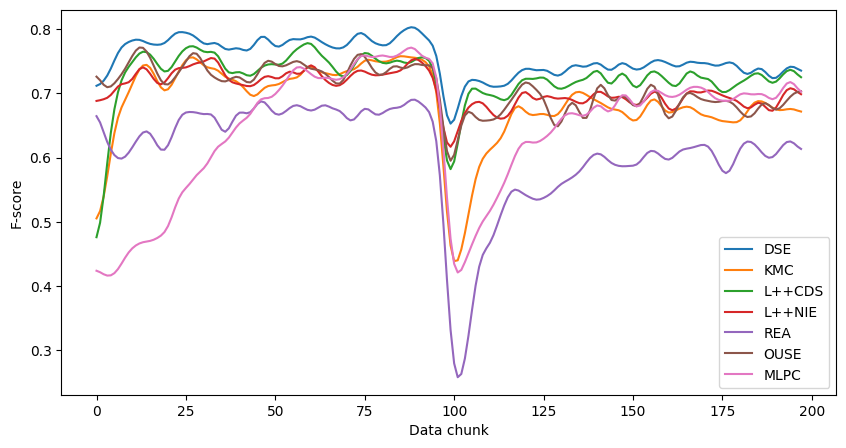 0.8
0.7
0.6
0.5
0.4
0.3
F-score
0 25 50 75 100 125 150 175 200
Data chunk
DSE
KMC
L++CDS
L++NIE
REA
OUSE
MLPC